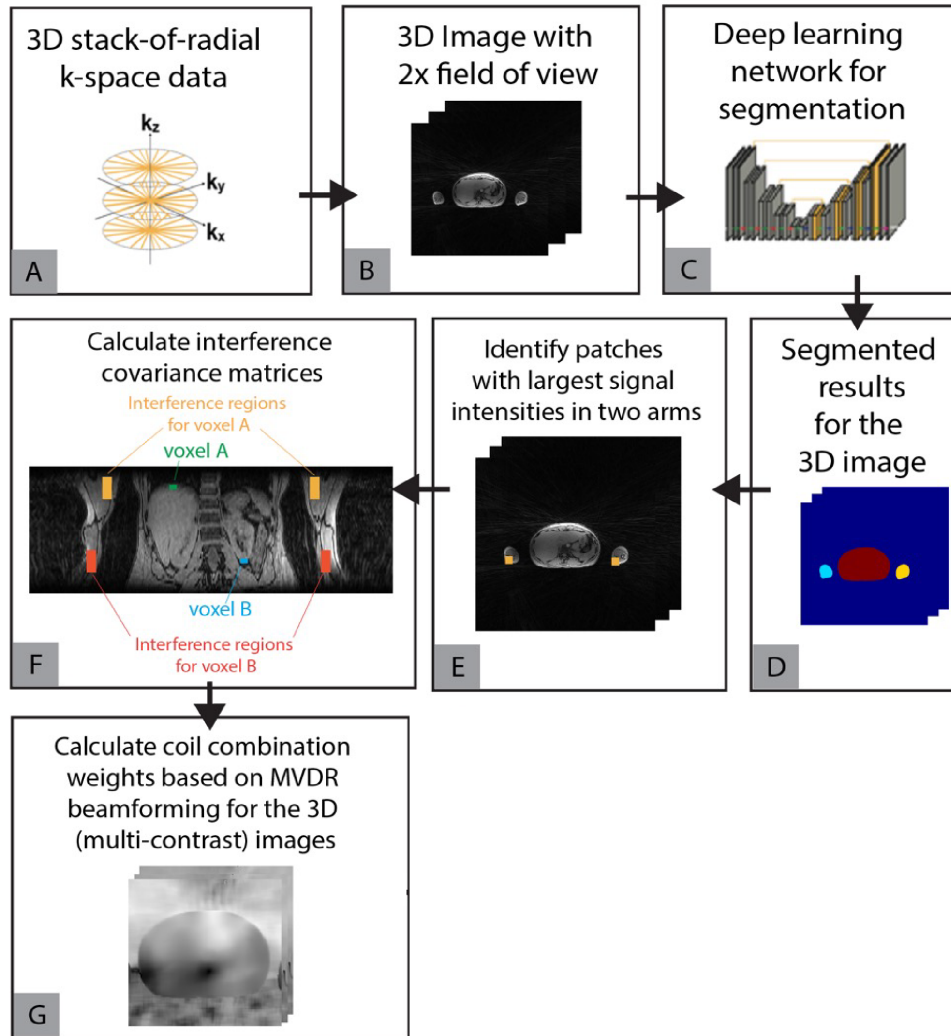 3D stack-of-radial
k-space data
kz
ky
kx
A
3D Image with
2x field of view
B
Deep learning
network for
segmentation
C
Segmented
results
for the
3D image
D
Identify patches
with largest signal
intensities in two arms
E
Calculate interference
covariance matrices
Interference regions
for voxel A
voxel A
voxel B
Interference regions
for voxel B
F
Calculate coil combination
weights based on MVDR
beamforming for the 3D
(multi-contrast) images
G